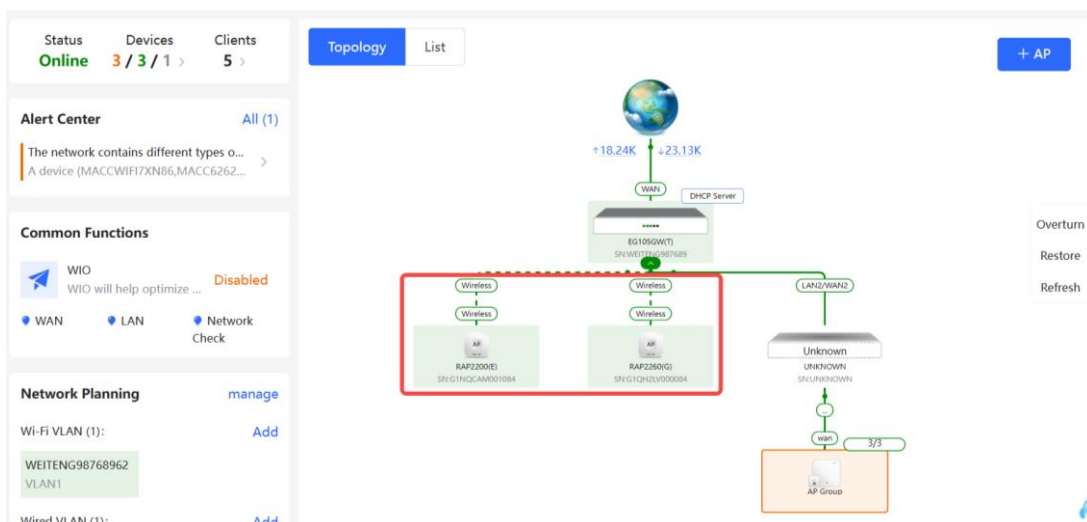 Status Devices Clients
Online 3 / 3 / 1 > 5 >
Alert Center All (1)
The network contains different types o...
A device (MACCWIFI7XN86,MACC6262...
Common Functions
WIO
WIO will help optimize ...
Disabled
WAN LAN Network Check
Network Planning manage
Wi-Fi VLAN (1): Add
WEITENG98768962
VLAN1
Wired VLAN (1): Add
Topology List
+ AP
↑18.24K ↓23.13K
WAN
DHCP Server
EG105GW(T)
SN:WEITENG987689
Wireless Wireless LAN2/WAN2
Wireless Wireless
AP AP
RAP2200(E) RAP2260(G)
SN:G1NQCAM001084 SN:G1QH2LV000084
Unknown
UNKNOWN
SN:UNKNOWN
...
wan 3/3
AP Group
Overturn
Restore
Refresh